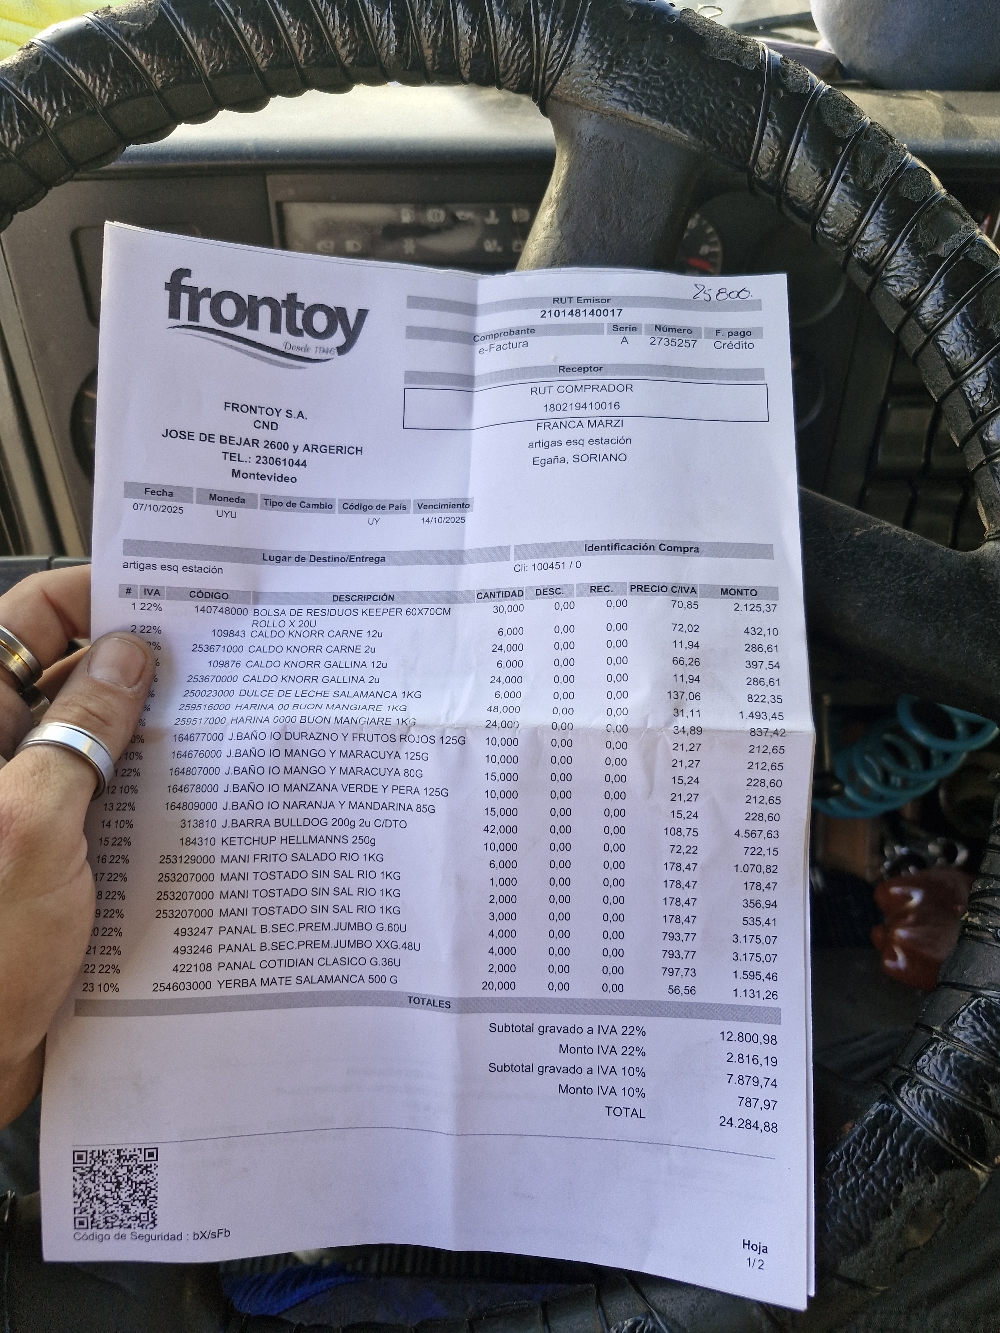 25800.
frontoy
Desde 1946
RUT Emisor
210148140017
Comprobante Serie Número F. pago
e-Factura A 2735257 Crédito
Receptor
RUT COMPRADOR
180219410016
FRANCA MARZI
artigas esq estación
Egaña, SORIANO
FRONTOY S.A.
CND
JOSE DE BEJAR 2600 y ARGERICH
TEL.: 23061044
Montevideo
Fecha Moneda Tipo de Cambio Código de País Vencimiento
07/10/2025 UYU UY 14/10/2025
Lugar de Destino/Entrega Identificación Compra
artigas esq estación Cli: 100451 / 0
# IVA CÓDIGO DESCRIPCIÓN CANTIDAD DESC. REC. PRECIO C/IVA MONTO
1 22% 140748000 BOLSA DE RESIDUOS KEEPER 60X70CM 30,000 0,00 0,00 70,85 2.125,37
ROLLO X 20U
2 22% 109843 CALDO KNORR CARNE 12u 6,000 0,00 0,00 72,02 432,10
253671000 CALDO KNORR CARNE 2u 24,000 0,00 0,00 11,94 286,61
109876 CALDO KNORR GALLINA 12u 6,000 0,00 0,00 66,26 397,54
253670000 CALDO KNORR GALLINA 2u 24,000 0,00 0,00 11,94 286,61
% 250023000 DULCE DE LECHE SALAMANCA 1KG 6,000 0,00 0,00 137,06 822,35
% 259516000 HARINA 00 BUON MANGIARE 1KG 48,000 0,00 0,00 31,11 1.493,45
% 259517000 HARINA 0000 BUON MANGIARE 1KG 24,000 0,00 0,00 34,89 837,42
0% 164677000 J.BAÑO IO DURAZNO Y FRUTOS ROJOS 125G 10,000 0,00 0,00 21,27 212,65
10% 164676000 J.BAÑO IO MANGO Y MARACUYA 125G 10,000 0,00 0,00 21,27 212,65
1 22% 164807000 J.BAÑO IO MANGO Y MARACUYA 80G 15,000 0,00 0,00 15,24 228,60
12 10% 164678000 J.BAÑO IO MANZANA VERDE Y PERA 125G 10,000 0,00 0,00 21,27 212,65
13 22% 164809000 J.BAÑO IO NARANJA Y MANDARINA 85G 15,000 0,00 0,00 15,24 228,60
14 10% 313810 J.BARRA BULLDOG 200g 2u C/DTO 42,000 0,00 0,00 108,75 4.567,63
15 22% 184310 KETCHUP HELLMANNS 250g 10,000 0,00 0,00 72,22 722,15
16 22% 253129000 MANI FRITO SALADO RIO 1KG 6,000 0,00 0,00 178,47 1.070,82
17 22% 253207000 MANI TOSTADO SIN SAL RIO 1KG 1,000 0,00 0,00 178,47 178,47
8 22% 253207000 MANI TOSTADO SIN SAL RIO 1KG 2,000 0,00 0,00 178,47 356,94
9 22% 253207000 MANI TOSTADO SIN SAL RIO 1KG 3,000 0,00 0,00 178,47 535,41
20 22% 493247 PANAL B.SEC.PREM.JUMBO G.60U 4,000 0,00 0,00 793,77 3.175,07
21 22% 493246 PANAL B.SEC.PREM.JUMBO XXG.48U 4,000 0,00 0,00 793,77 3.175,07
22 22% 422108 PANAL COTIDIAN CLASICO G.36U 2,000 0,00 0,00 797,73 1.595,46
23 10% 254603000 YERBA MATE SALAMANCA 500 G 20,000 0,00 0,00 56,56 1.131,26
TOTALES
Subtotal gravado a IVA 22% 12.800,98
Monto IVA 22% 2.816,19
Subtotal gravado a IVA 10% 7.879,74
Monto IVA 10% 787,97
TOTAL 24.284,88
Código de Seguridad : bX/sFb
Hoja
1/ 2